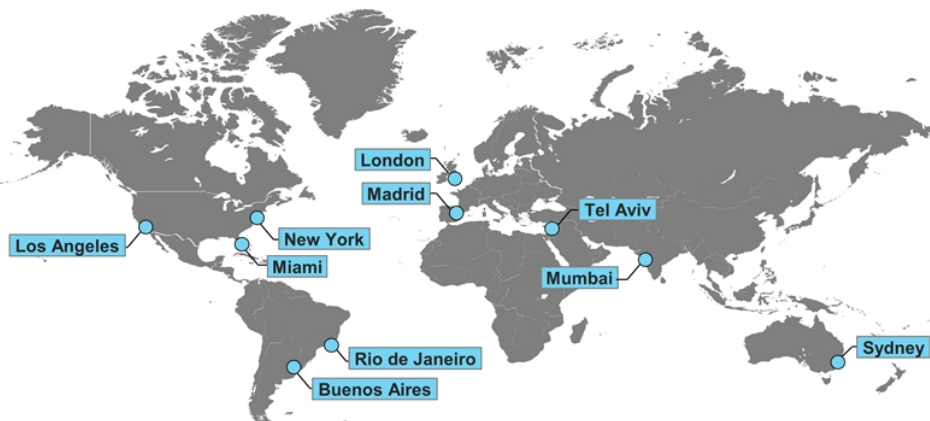 London
Madrid
Tel Aviv
New York
Los Angeles
Miami
Mumbai
Sydney
Rio de Janeiro
Buenos Aires